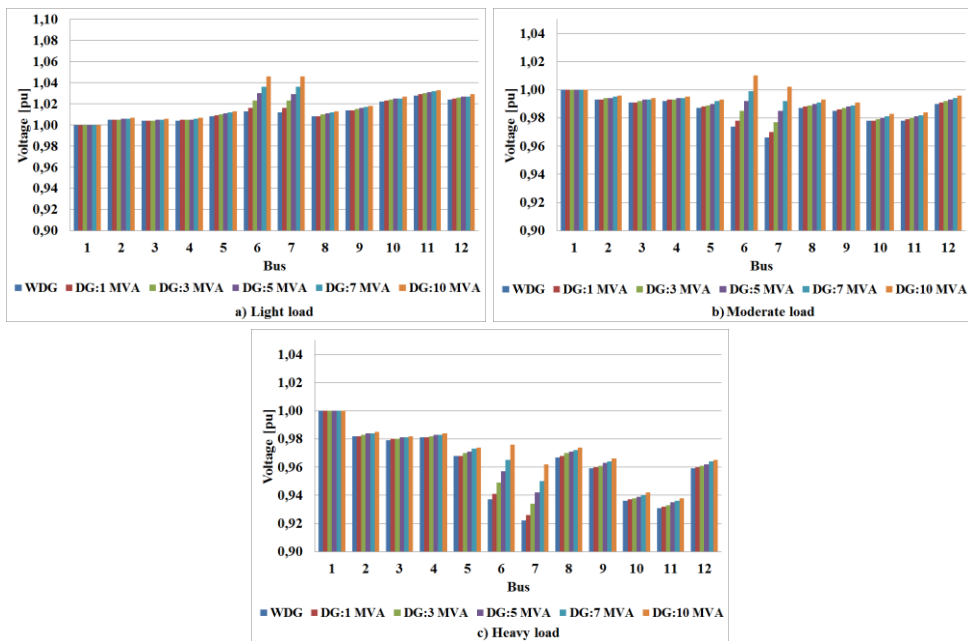 1,10
1,08
1,06
1,04
1,02
1,00
0,98
0,96
0,94
0,92
0,90
Voltage [pu]
1 2 3 4 5 6 7 8 9 10 11 12
Bus
WDG DG:1 MVA DG:3 MVA DG:5 MVA DG:7 MVA DG:10 MVA
a) Light load
1,04
1,02
1,00
0,98
0,96
0,94
0,92
0,90
Voltage [pu]
1 2 3 4 5 6 7 8 9 10 11 12
Bus
WDG DG:1 MVA DG:3 MVA DG:5 MVA DG:7 MVA DG:10 MVA
b) Moderate load
1,04
1,02
1,00
0,98
0,96
0,94
0,92
0,90
Voltage [pu]
1 2 3 4 5 6 7 8 9 10 11 12
Bus
WDG DG:1 MVA DG:3 MVA DG:5 MVA DG:7 MVA DG:10 MVA
c) Heavy load